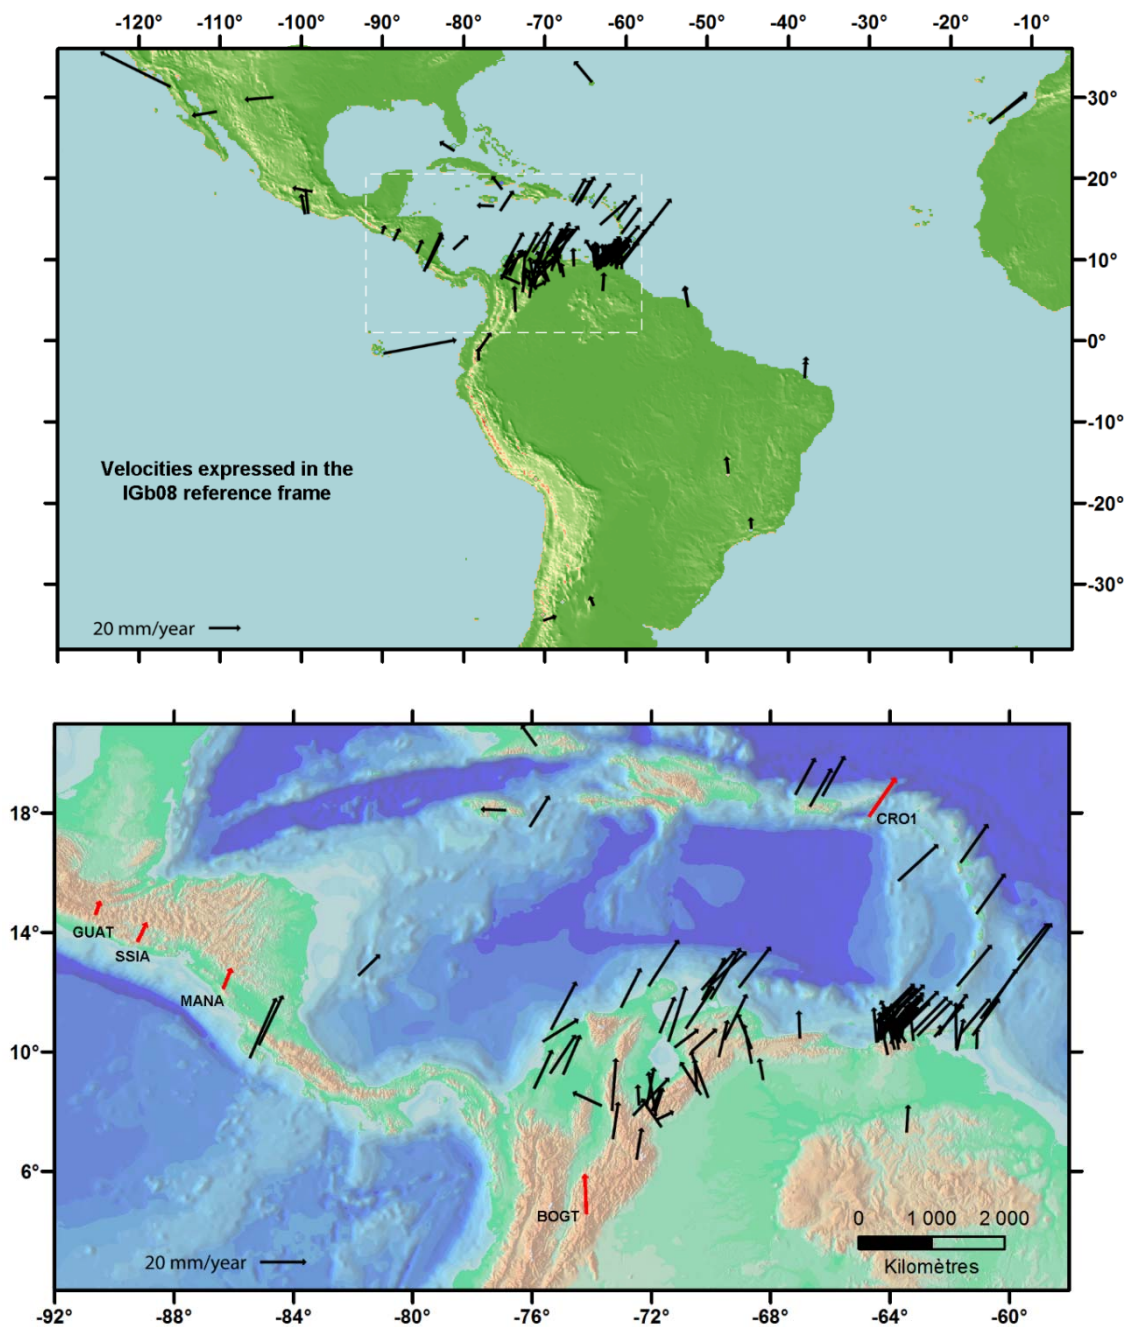 -120° -110° -100° -90° -80° -70° -60° -50° -40° -30° -20° -10°
30°
20°
10°
0°
-10°
-20°
-30°
Velocities expressed in the
IGb08 reference frame
20 mm/year
18°
14°
10°
6°
CRO1
GUAT
SSIA
MANA
BOGT
0 1 000 2 000
Kilomètres
20 mm/year
-92 -88° -84° -80° -76° -72° -68° -64° -60°